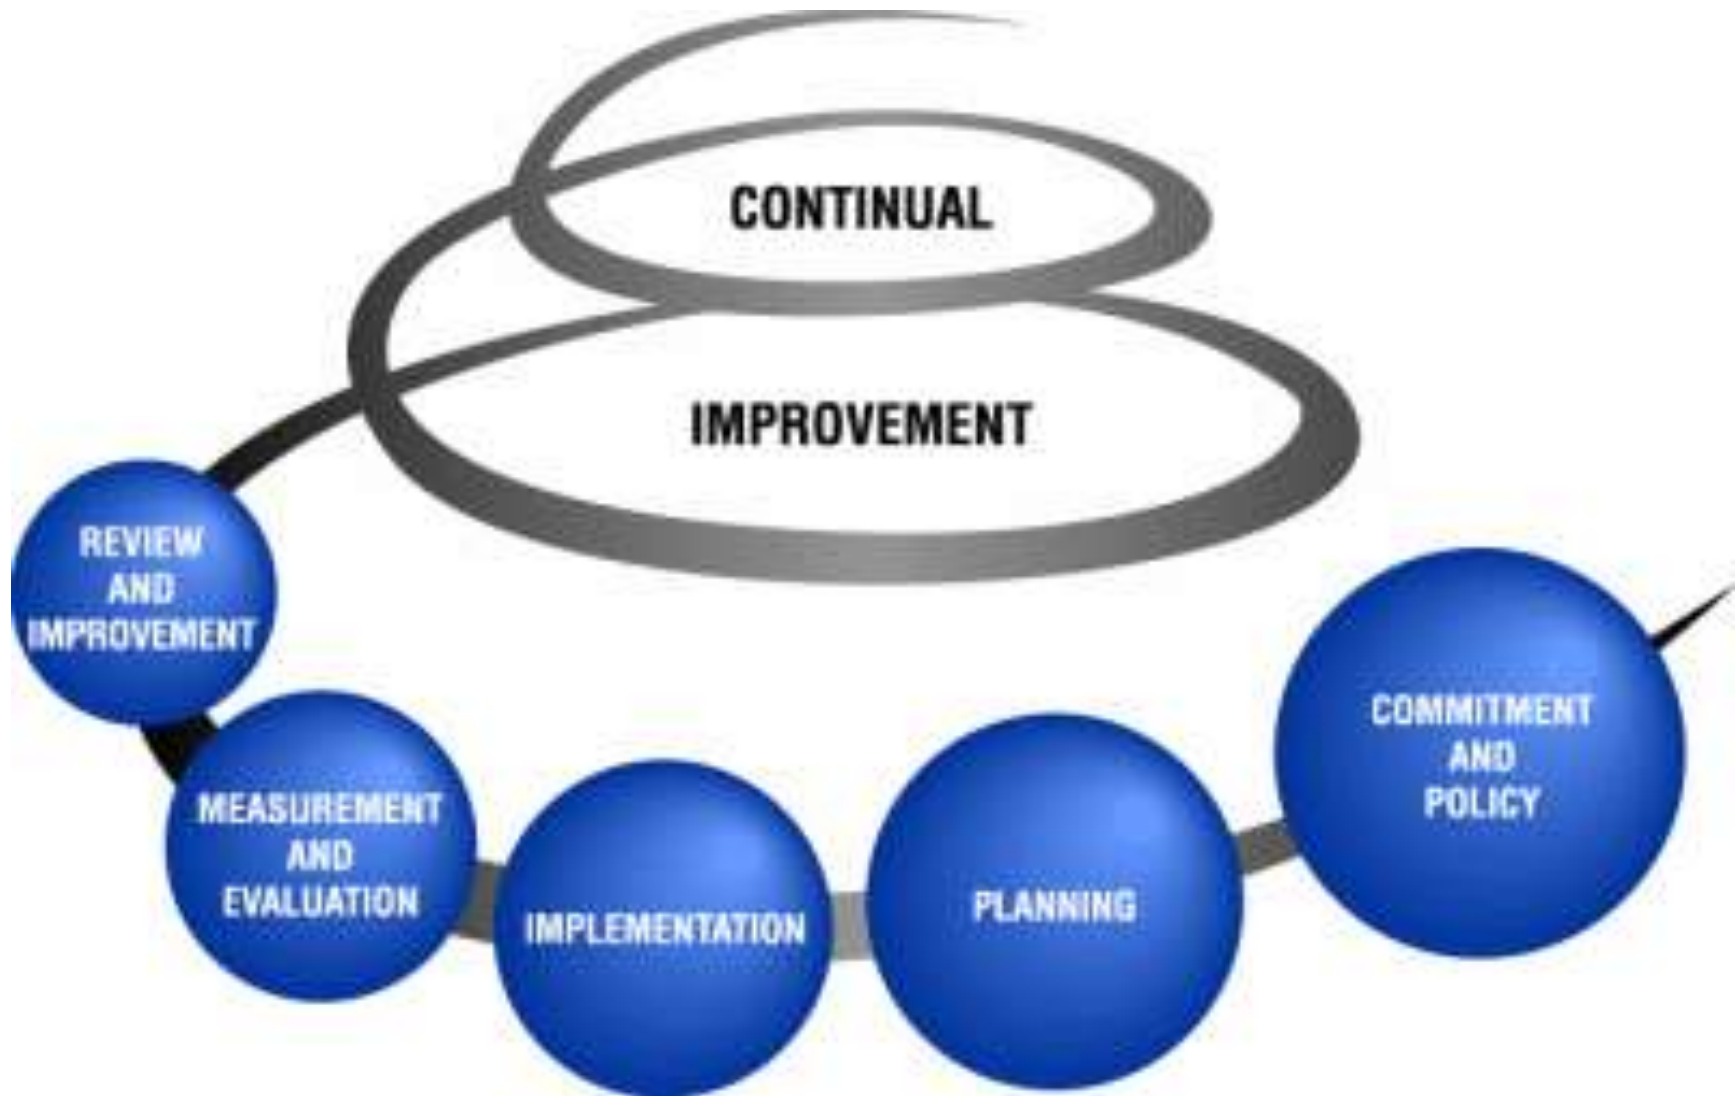 CONTINUAL
IMPROVEMENT
REVIEW
AND
IMPROVEMENT
MEASUREMENT
AND
EVALUATION
IMPLEMENTATION
PLANNING
COMMITMENT
AND
POLICY